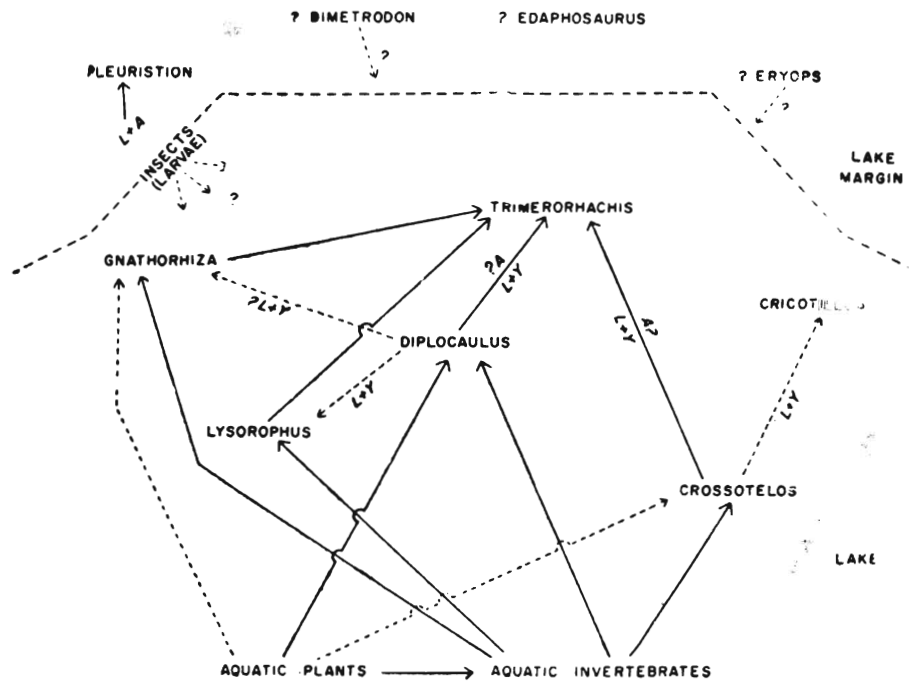 ? DIMETRODON ? EDAPHOSAURUS
?
PLEURISTION
? ERYOPS
?
L+A
INSECTS
(LARVAE)
?
LAKE
MARGIN
TRIMERORHACHIS
GNATHORHIZA
?A
L+Y
?L+Y
A?
L+Y
DIPLOCAULUS
L+Y
L+Y
LYSOROPHUS
CROSSOTELOS
LAKE
AQUATIC PLANTS
AQUATIC INVERTEBRATES